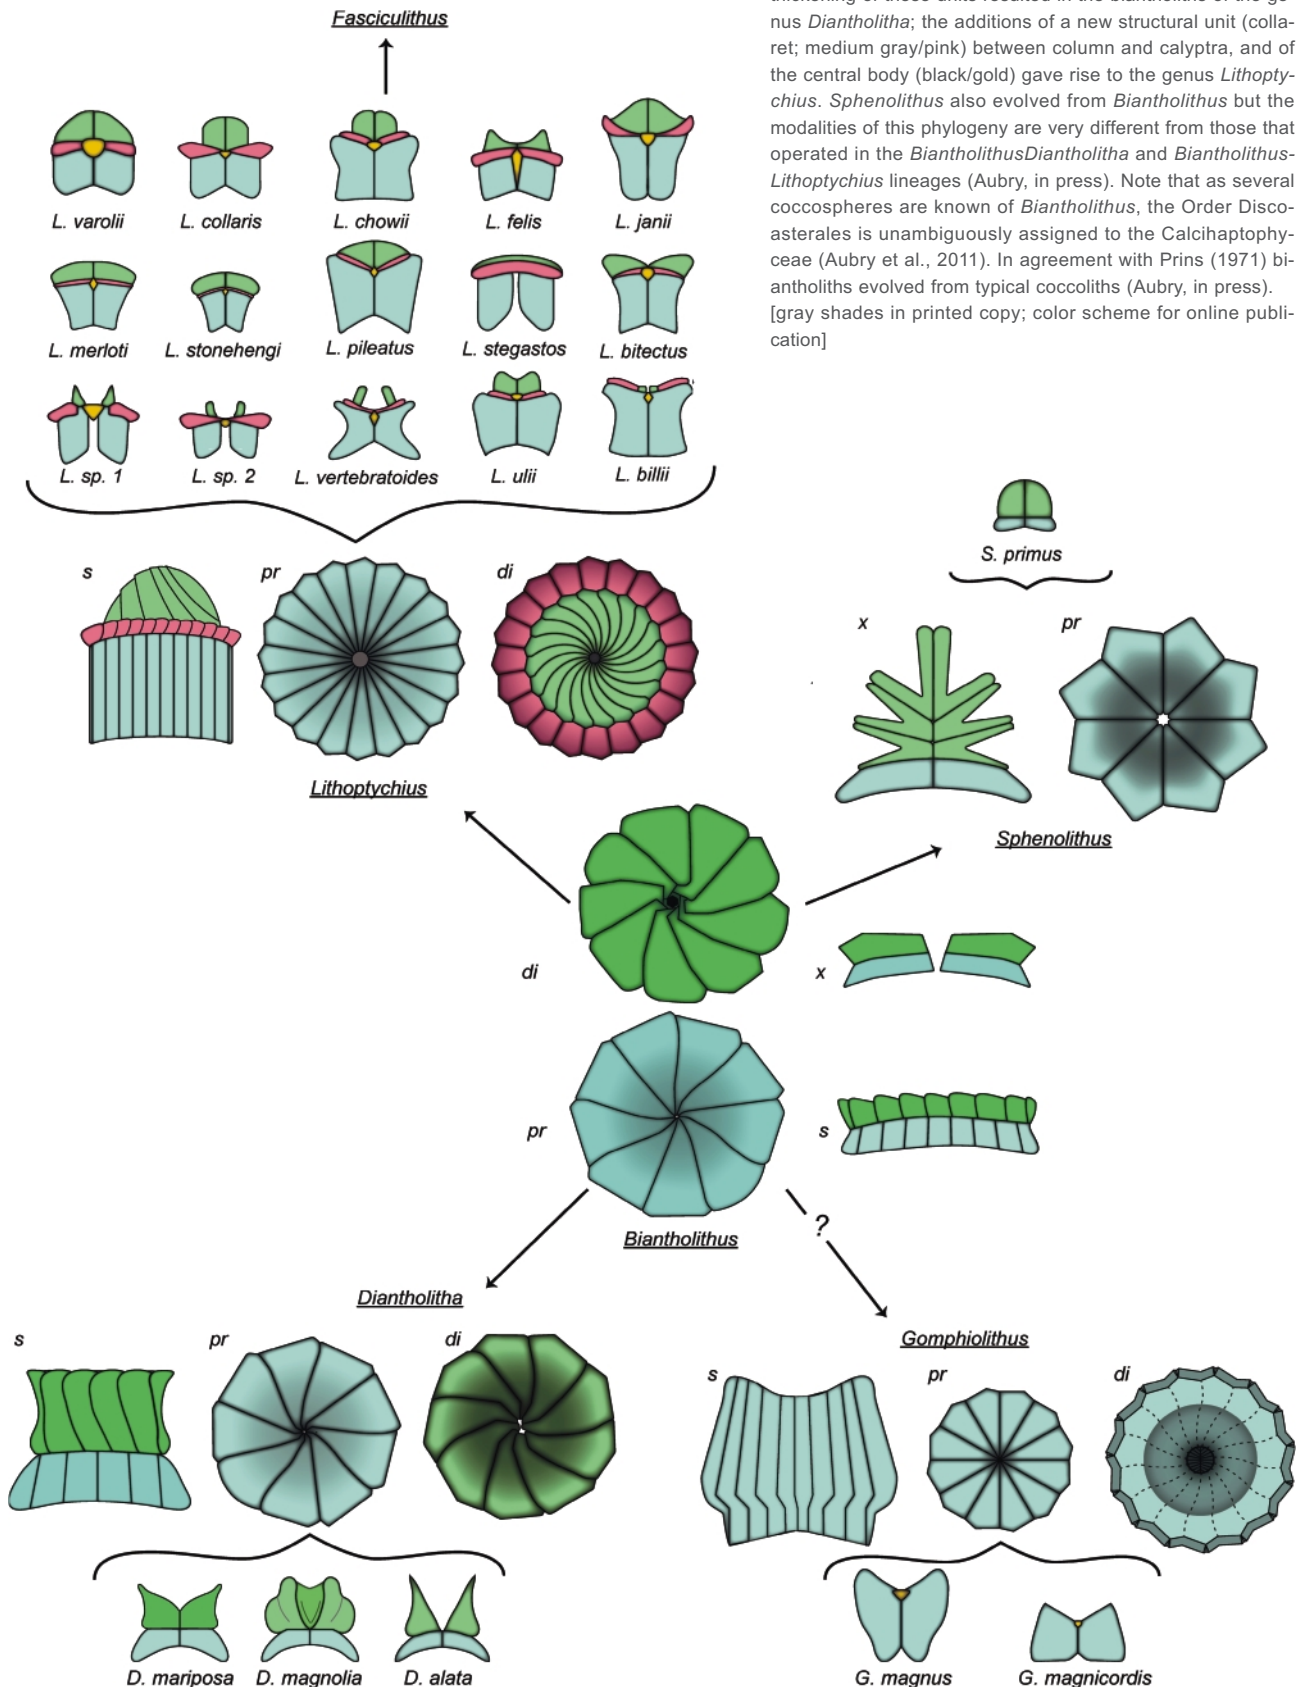 Fasciculithus
nus Diantholitha; the additions of a new structural unit (colla-
ret; medium gray/pink) between column and calyptra, and of
the central body (black/gold) gave rise to the genus Lithopty-
chius. Sphenolithus also evolved from Biantholithus but the
modalities of this phylogeny are very different from those that
operated in the BiantholithusDiantholitha and Biantholithus-
Lithoptychius lineages (Aubry, in press). Note that as several
coccospheres are known of Biantholithus, the Order Disco-
asterales is unambiguously assigned to the Calcihaptophy-
ceae (Aubry et al., 2011). In agreement with Prins (1971) bi-
antholiths evolved from typical coccoliths (Aubry, in press).
[gray shades in printed copy; color scheme for online publi-
cation]
L. varolii L. collaris L. chowii L. felis L. janii
L. merloti L. stonehengi L. pileatus L. stegastos L. bitectus
L. sp. 1 L. sp. 2 L. vertebratoides L. ulii L. billii
s pr di
Lithoptychius
S. primus
x pr
Sphenolithus
di
x
pr
s
Biantholithus
?
Diantholitha
s pr di
D. mariposa D. magnolia D. alata
Gomphiolithus
s pr di
G. magnus G. magnicordis